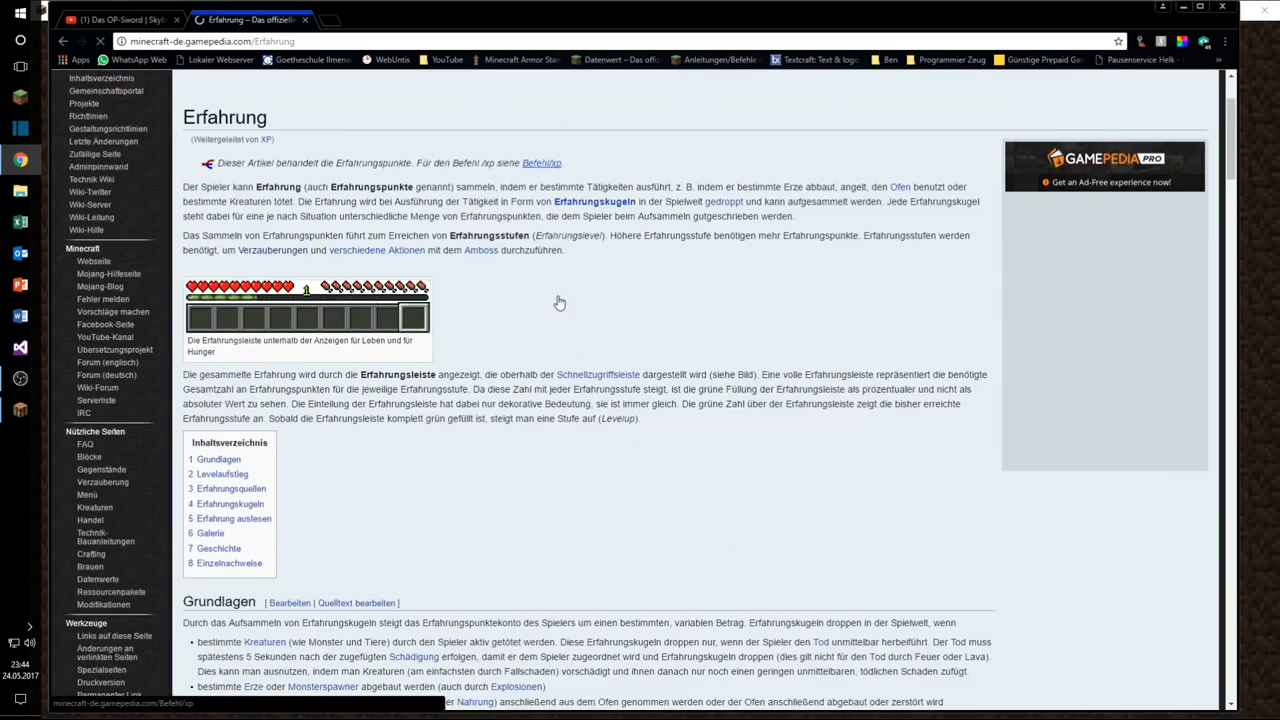 (1) Das OP-Sword | Skyb
Erfahrung – Das offizielle
minecraft-de.gamepedia.com/Erfahrung
Apps
WhatsApp Web
Lokaler Webserver
Goetheschule Ilmena
WebUntis
YouTube
Minecraft Armor Stan
Datenwert – Das offi
Anleitungen/Befehle
Textcraft: Text & logo
Ben
Programmier Zeug
Günstige Prepaid Gam
Pausenservice Helk -
Inhaltsverzeichnis
Gemeinschaftsportal
Projekte
Richtlinien
Gestaltungsrichtlinien
Letzte Änderungen
Zufällige Seite
Adminpinnwand
Technik Wiki
Wiki-Twitter
Wiki-Server
Wiki-Leitung
Wiki-Hilfe
Minecraft
Webseite
Mojang-Hilfeseite
Mojang-Blog
Fehler melden
Vorschläge machen
Facebook-Seite
YouTube-Kanal
Übersetzungsprojekt
Forum (englisch)
Forum (deutsch)
Wiki-Forum
Serverliste
IRC
Nützliche Seiten
FAQ
Blöcke
Gegenstände
Verzauberung
Menü
Kreaturen
Handel
Technik-
Bauanleitungen
Crafting
Brauen
Datenwerte
Ressourcenpakete
Modifikationen
Werkzeuge
Links auf diese Seite
Änderungen an
verlinkten Seiten
Spezialseiten
Druckversion
Permanenter Link
Erfahrung
(Weitergeleitet von XP)
Dieser Artikel behandelt die Erfahrungspunkte. Für den Befehl /xp siene Befehl/xp.
Der Spieler kann Erfahrung (auch Erfahrungspunkte genannt) sammeln, indem er bestimmte Tätigkeiten ausführt, z. B. indem er bestimmte Erze abbaut, angelt, den Ofen benutzt oder
bestimmte Kreaturen tötet. Die Erfahrung wird bei Ausführung der Tätigkeit in Form von Erfahrungskugeln in der Spielwelt gedroppt und kann aufgesammelt werden. Jede Erfahrungskugel
steht dabei für eine je nach Situation unterschiedliche Menge von Erfahrungspunkten, die dem Spieler beim Aufsammeln gutgeschrieben werden.
Das Sammeln von Erfahrungspunkten führt zum Erreichen von Erfahrungsstufen (Erfahrungslevel). Höhere Erfahrungsstufe benötigen mehr Erfahrungspunkte. Erfahrungsstufen werden
benötigt, um Verzauberungen und verschiedene Aktionen mit dem Amboss durchzuführen.
1
Die Erfahrungsleiste unterhalb der Anzeigen für Leben und für
Hunger
Die gesammelte Erfahrung wird durch die Erfahrungsleiste angezeigt, die oberhalb der Schnellzugriffsleiste dargestellt wird (siehe Bild). Eine volle Erfahrungsleiste repräsentiert die benötigte
Gesamtzahl an Erfahrungspunkten für die jeweilige Erfahrungsstufe. Da diese Zahl mit jeder Erfahrungsstufe steigt, ist die grüne Füllung der Erfahrungsleiste als prozentualer und nicht als
absoluter Wert zu sehen. Die Einteilung der Erfahrungsleiste hat dabei nur dekorative Bedeutung, sie ist immer gleich. Die grüne Zahl über der Erfahrungsleiste zeigt die bisher erreichte
Erfahrungsstufe an. Sobald die Erfahrungsleiste komplett grün gefüllt ist, steigt man eine Stufe auf (Levelup).
Inhaltsverzeichnis
1 Grundlagen
2 Levelaufstieg
3 Erfahrungsquellen
4 Erfahrungskugeln
5 Erfahrung auslesen
6 Galerie
7 Geschichte
8 Einzelnachweise
Grundlagen [ Bearbeiten | Quelltext bearbeiten ]
Durch das Aufsammeln von Erfahrungskugeln steigt das Erfahrungspunktekonto des Spielers um einen bestimmten, variablen Betrag. Erfahrungskugeln droppen in der Spielwelt, wenn
bestimmte Kreaturen (wie Monster und Tiere) durch den Spieler aktiv getötet werden. Diese Erfahrungskugeln droppen nur, wenn der Spieler den Tod unmittelbar herbeiführt. Der Tod muss
spätestens 5 Sekunden nach der zugefügten Schädigung erfolgen, damit er dem Spieler zugeordnet wird und Erfahrungskugeln droppen (dies gilt nicht für den Tod durch Feuer oder Lava).
Dies kann man ausnutzen, indem man Kreaturen (am einfachsten durch Fallschaden) vorschädigt und ihnen danach nur noch einen geringen unmittelbaren, tödlichen Schaden zufügt.
bestimmte Erze oder Monsterspawner abgebaut werden (auch durch Explosionen)
er Nahrung) anschließend aus dem Ofen genommen werden oder der Ofen anschließend abgebaut oder zerstört wird
GAMEPEDIA PRO
Get an Ad-Free experience now!
minecraft-de.gamepedia.com/Befehl/xp
23:44
24.05.2017